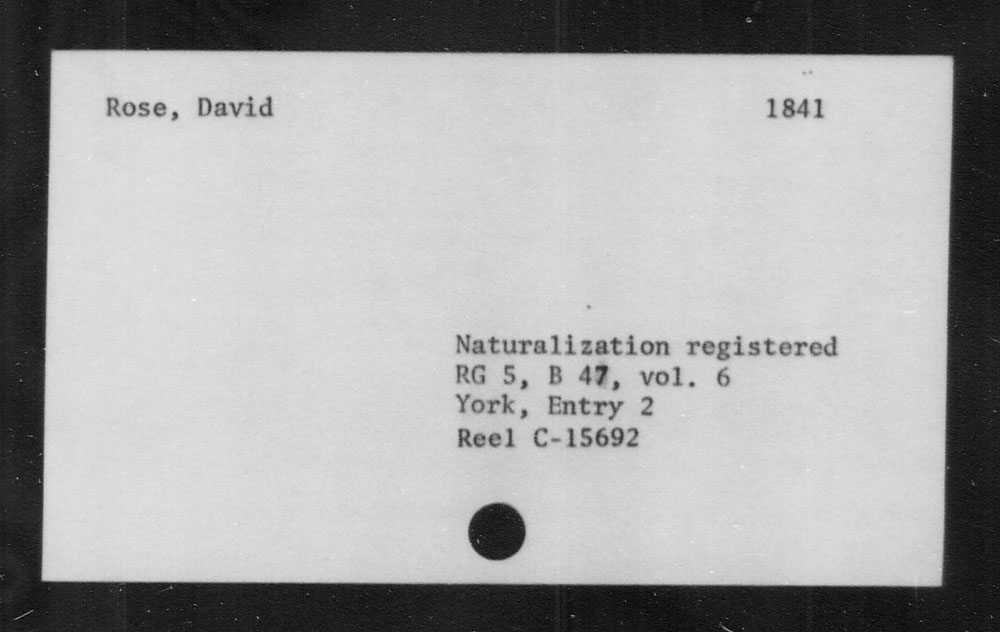 Rose, David 1841
Naturalization registered
RG 5, B 47, vol. 6
York, Entry 2
Reel C-15692